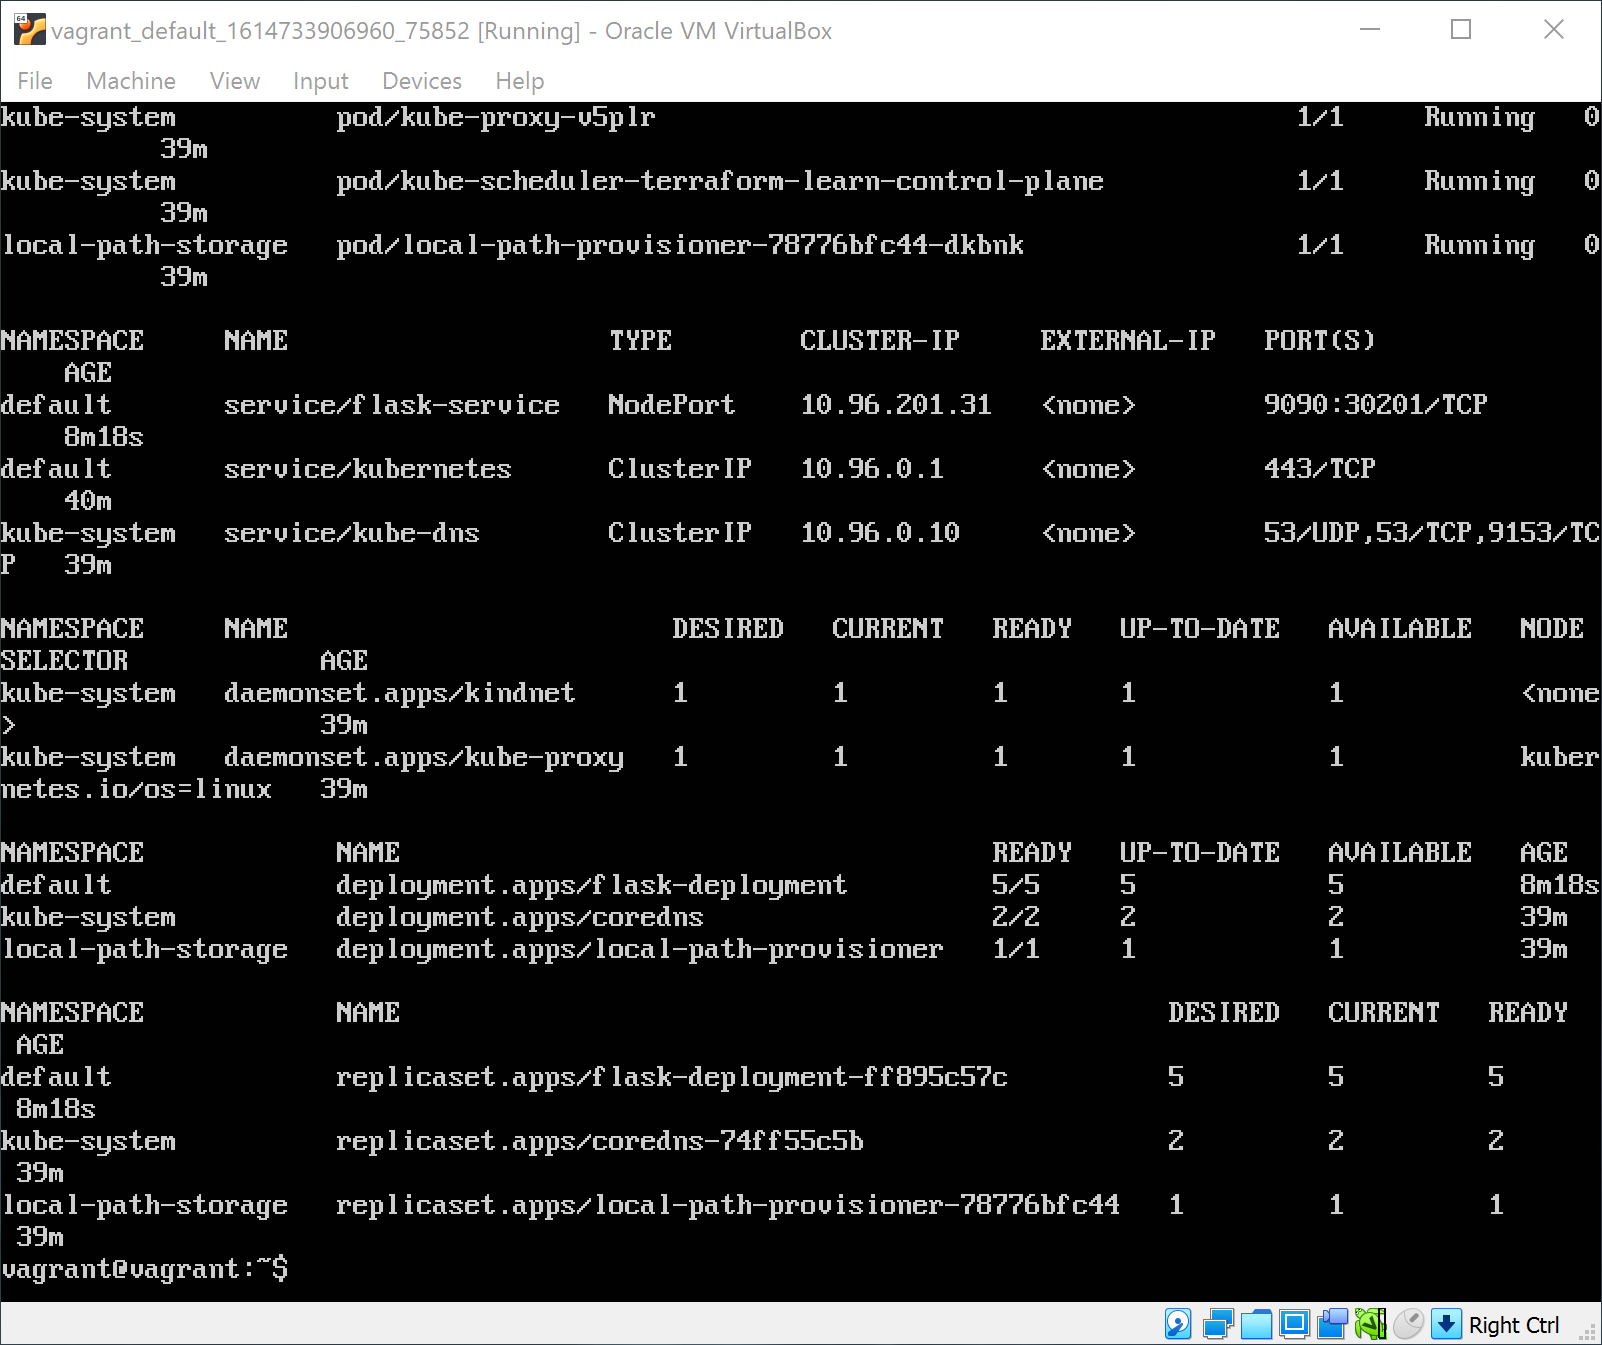 vagrant_default_1614733906960_75852 [Running] - Oracle VM VirtualBox
File Machine View Input Devices Help
kube-system pod/kube-proxy-v5plr 1/1 Running 0
39m
kube-system pod/kube-scheduler-terraform-learn-control-plane 1/1 Running 0
39m
local-path-storage pod/local-path-provisioner-78776bfc44-dkbnk 1/1 Running 0
39m
NAMESPACE NAME TYPE CLUSTER-IP EXTERNAL-IP PORT(S)
AGE
default service/flask-service NodePort 10.96.201.31 <none> 9090:30201/TCP
8m18s
default service/kubernetes ClusterIP 10.96.0.1 <none> 443/TCP
40m
kube-system service/kube-dns ClusterIP 10.96.0.10 <none> 53/UDP,53/TCP,9153/TC
P 39m
NAMESPACE NAME DESIRED CURRENT READY UP-TO-DATE AVAILABLE NODE
SELECTOR AGE
kube-system daemonset.apps/kindnet 1 1 1 1 1 <none
> 39m
kube-system daemonset.apps/kube-proxy 1 1 1 1 1 kuber
netes.io/os=linux 39m
NAMESPACE NAME READY UP-TO-DATE AVAILABLE AGE
default deployment.apps/flask-deployment 5/5 5 5 8m18s
kube-system deployment.apps/coredns 2/2 2 2 39m
local-path-storage deployment.apps/local-path-provisioner 1/1 1 1 39m
NAMESPACE NAME DESIRED CURRENT READY
AGE
default replicaset.apps/flask-deployment-ff895c57c 5 5 5
8m18s
kube-system replicaset.apps/coredns-74ff55c5b 2 2 2
39m
local-path-storage replicaset.apps/local-path-provisioner-78776bfc44 1 1 1
39m
vagrant@vagrant:~$
Right Ctrl